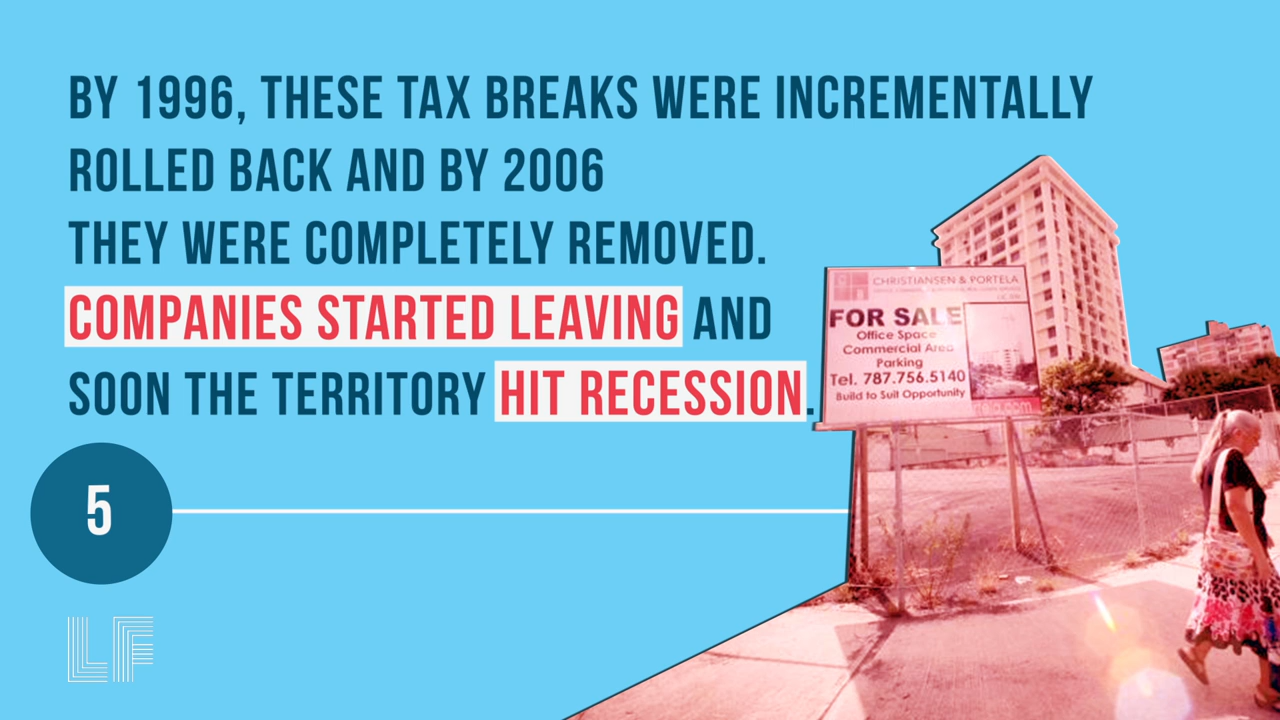 BY 1996, THESE TAX BREAKS WERE INCREMENTALLY
ROLLED BACK AND BY 2006
THEY WERE COMPLETELY REMOVED.
COMPANIES STARTED LEAVING AND
SOON THE TERRITORY HIT RECESSION.
CHRISTIANSEN & PORTELA
FOR SALE
Office Space
Commercial Area
Parking
Tel. 787.756.5140
Build to Suit Opportunity
5
LF